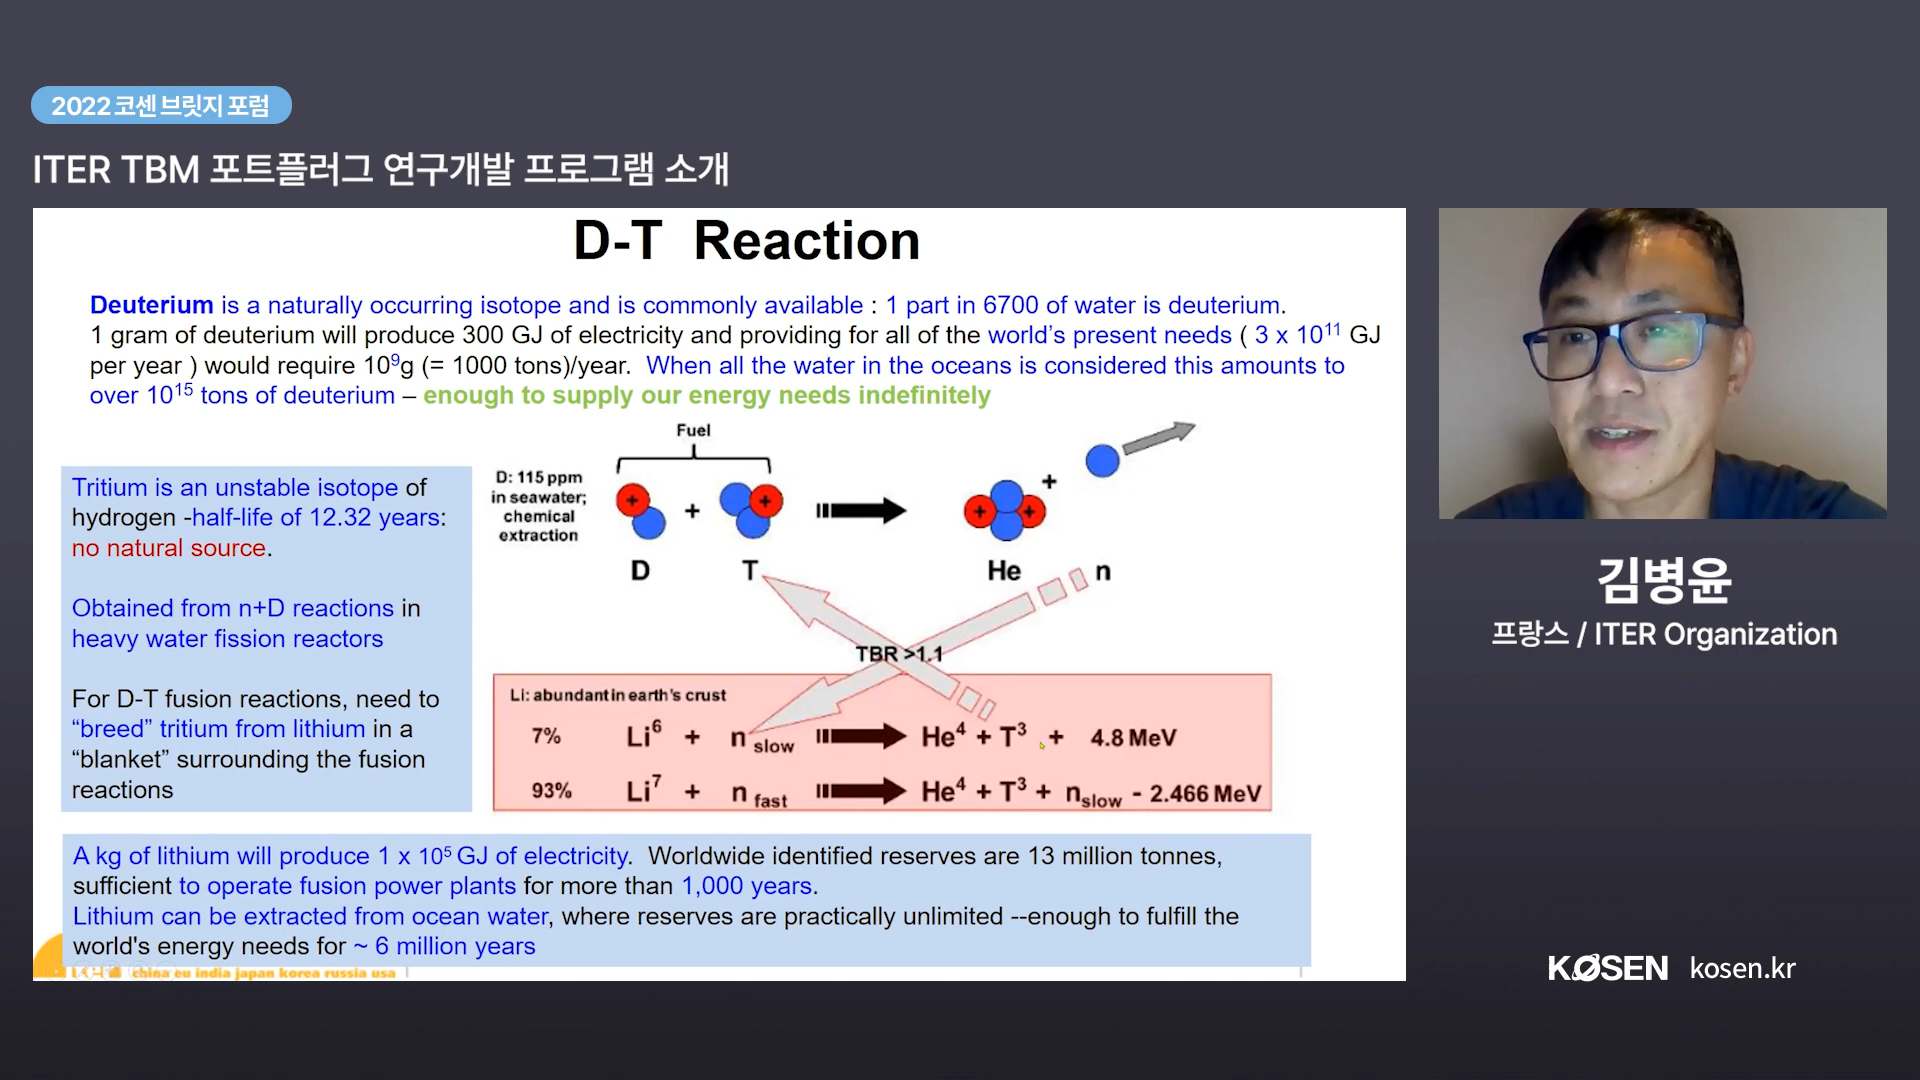 2022 코센 브릿지 포럼
ITER TBM 포트플러그 연구개발 프로그램 소개
D-T Reaction
Deuterium is a naturally occurring isotope and is commonly available : 1 part in 6700 of water is deuterium.
1 gram of deuterium will produce 300 GJ of electricity and providing for all of the world's present needs ( 3 x 10¹¹ GJ
per year ) would require 10⁹g (= 1000 tons)/year. When all the water in the oceans is considered this amounts to
over 10¹⁵ tons of deuterium – enough to supply our energy needs indefinitely
Tritium is an unstable isotope of
hydrogen -half-life of 12.32 years:
no natural source.
Obtained from n+D reactions in
heavy water fission reactors
For D-T fusion reactions, need to
“breed” tritium from lithium in a
“blanket” surrounding the fusion
reactions
Fuel
D: 115 ppm
in seawater;
chemical
extraction
+ + +
+ + +
D T He n
TBR >1.1
Li: abundant in earth's crust
7% Li⁶ + n slow He⁴ + T³ + 4.8 MeV
93% Li⁷ + n fast He⁴ + T³ + nslow - 2.466 MeV
A kg of lithium will produce 1 x 10⁵ GJ of electricity. Worldwide identified reserves are 13 million tonnes,
sufficient to operate fusion power plants for more than 1,000 years.
Lithium can be extracted from ocean water, where reserves are practically unlimited --enough to fulfill the
world's energy needs for ~ 6 million years
china eu india japan korea russia usa
김병윤
프랑스 / ITER Organization
KOSEN kosen.kr